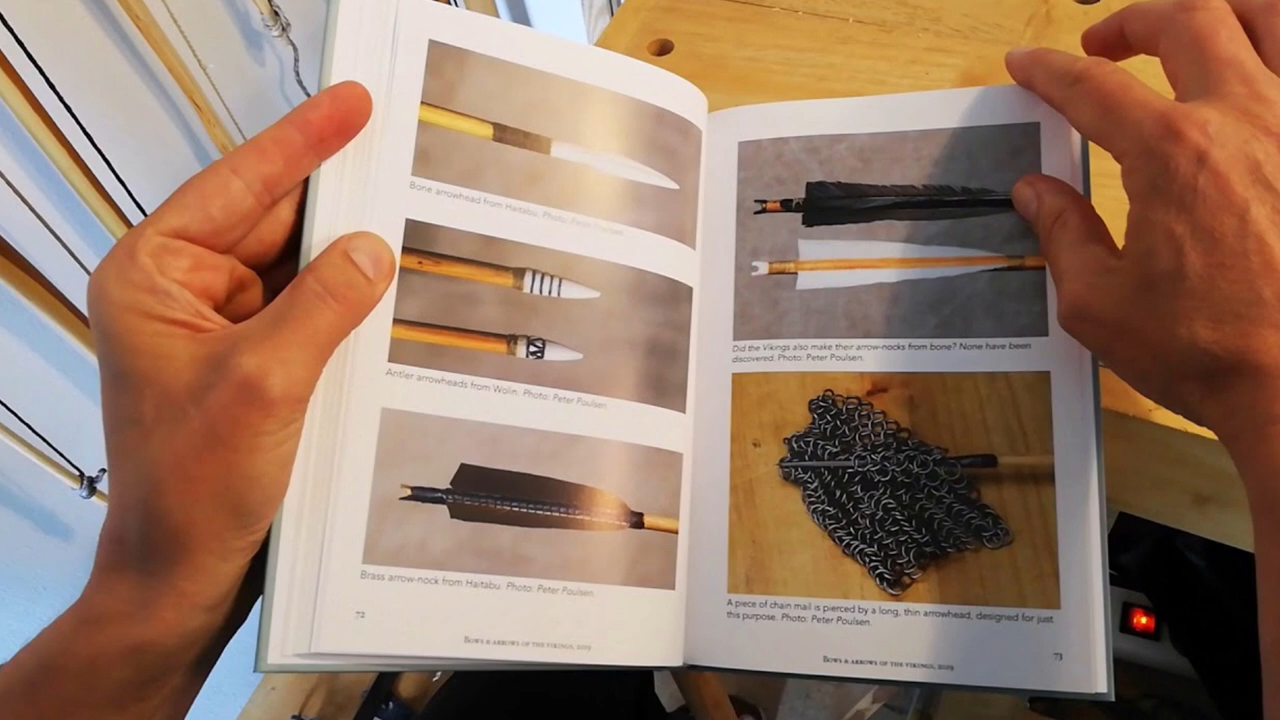 Bone arrowhead from Haitabu. Photo: Peter Poulsen.
Antler arrowheads from Wolin. Photo: Peter Poulsen.
Brass arrow-nock from Haitabu. Photo: Peter Poulsen.
72
Bows & arrows of the vikings, 2019
Did the Vikings also make their arrow-nocks from bone? None have been
discovered. Photo: Peter Poulsen.
A piece of chain mail is pierced by a long, thin arrowhead, designed for just
this purpose. Photo: Peter Poulsen.
Bows & arrows of the vikings, 2019
73